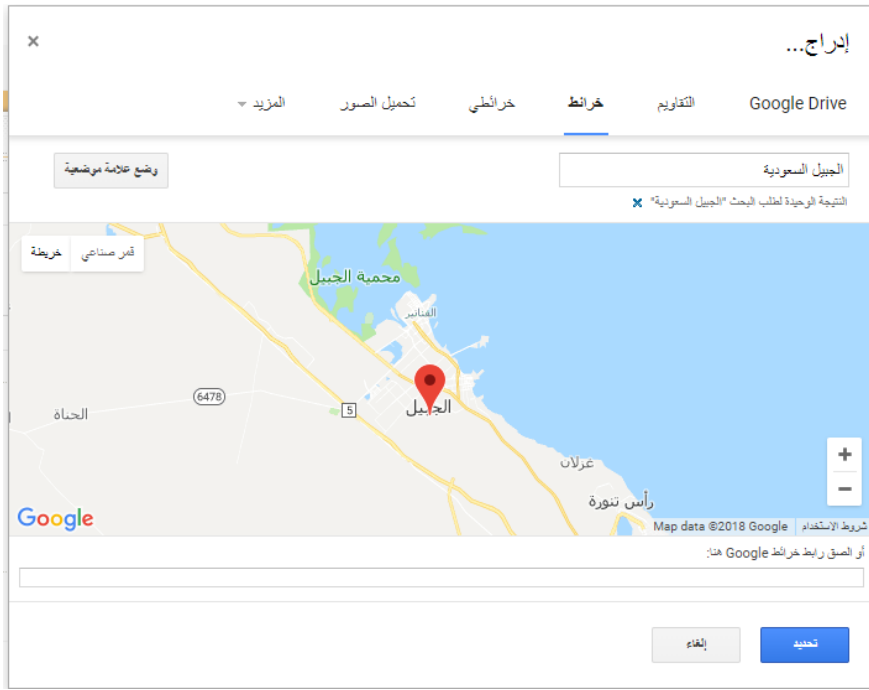 إدراج...
Google Drive
التقاويم
خرائط
خرائطي
تحميل الصور
المزيد
الجبيل السعودية
وضع علامة موضعية
النتيجة الوحيدة لطلب البحث "الجبيل السعودية"
قمر صناعي
خريطة
محمية الجبيل
الفناتير
6478
5
الجبيل
الحناة
غزلان
رأس تنورة
Google
Map data ©2018 Google
شروط الاستخدام
أو الصق رابط خرائط Google هنا:
تحديد
إلغاء